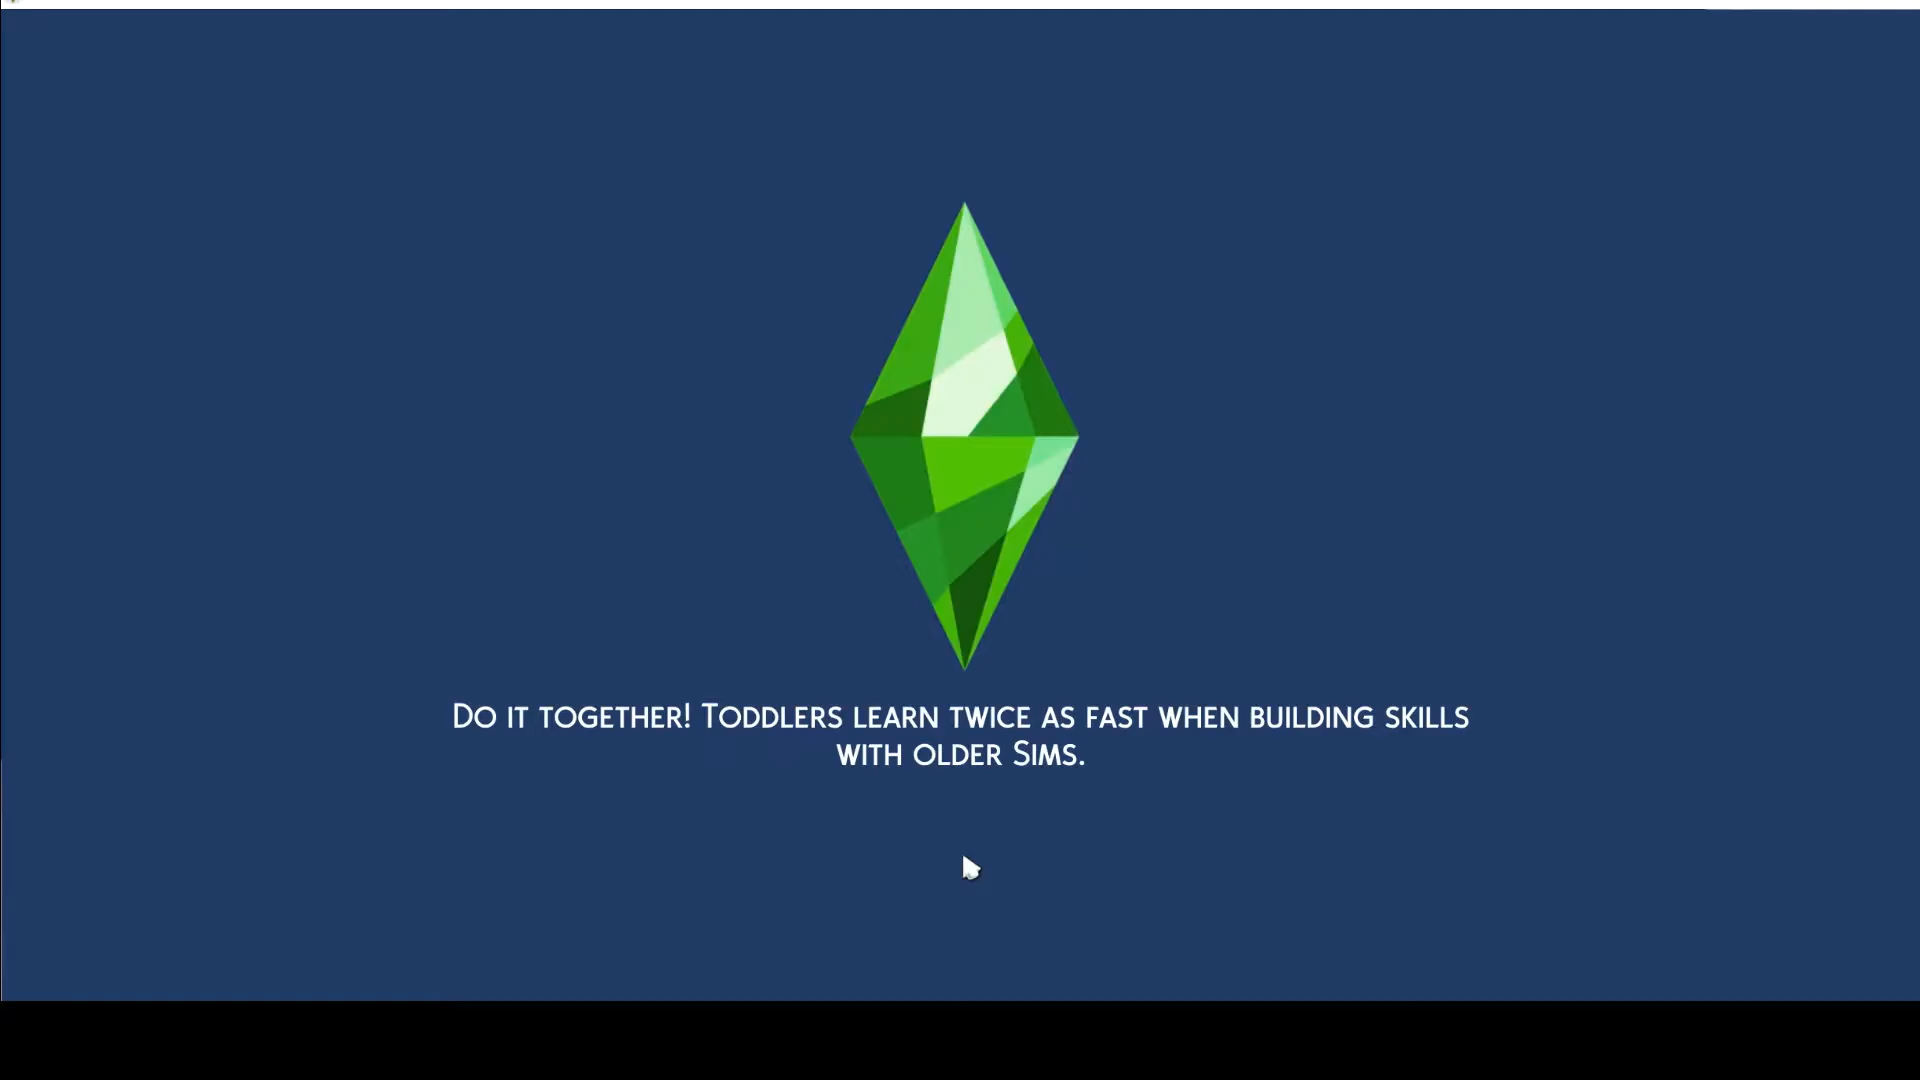 Do it together! Toddlers learn twice as fast when building skills
with older Sims.